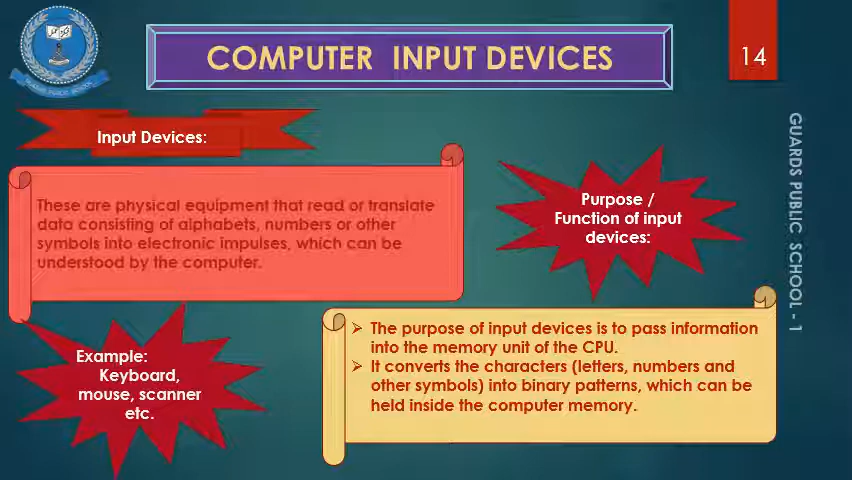 COMPUTER INPUT DEVICES
14
Input Devices:
These are physical equipment that read or translate
data consisting of alphabets, numbers or other
symbols into electronic impulses, which can be
understood by the computer.
Purpose /
Function of input
devices:
Example:
Keyboard,
mouse, scanner
etc.
➢ The purpose of input devices is to pass information
into the memory unit of the CPU.
➢ It converts the characters (letters, numbers and
other symbols) into binary patterns, which can be
held inside the computer memory.
GUARDS PUBLIC SCHOOL - 1